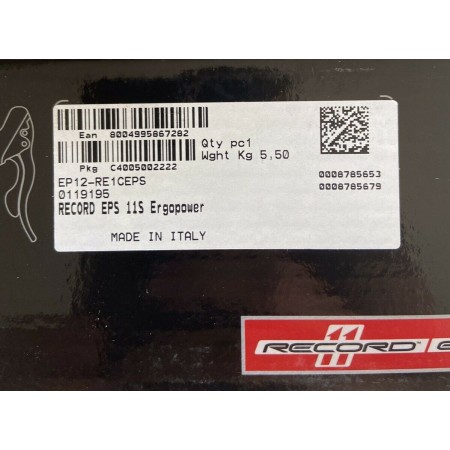 Ean 8004995867282
Qty pc1
Wght Kg 5,50
Pkg C4005002222
0008785653
0008785679
EP12-RE1CEPS
0119195
RECORD EPS 11S Ergopower
MADE IN ITALY
11
RECORD